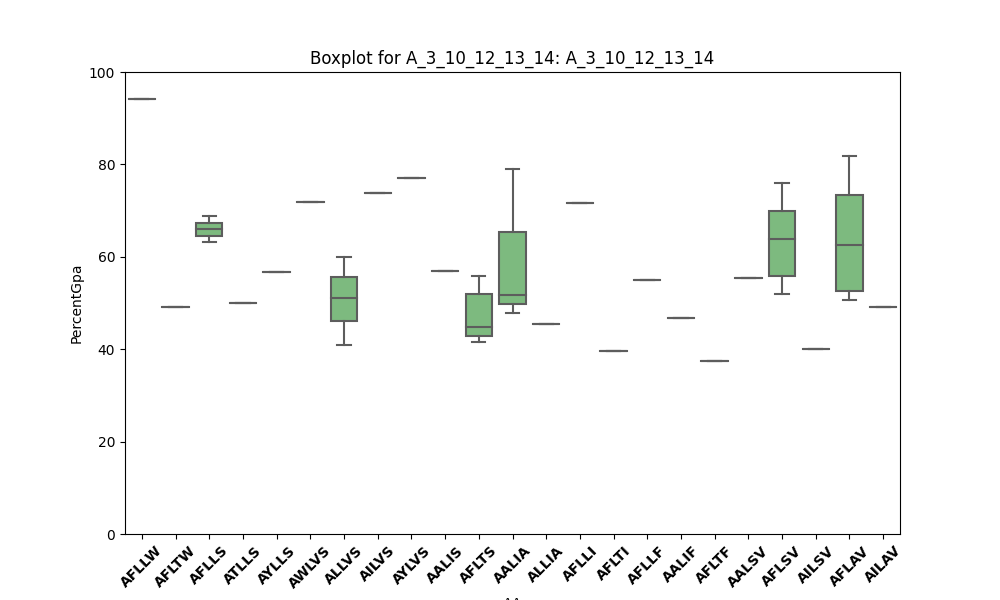 Boxplot for A_3_10_12_13_14: A_3_10_12_13_14
PercentGpa
100
80
60
40
20
0
AFLLW
AFLTW
AFLLS
ATLLS
AYLLS
AWLVS
ALLVS
AILVS
AYLVS
AALIS
AFLTS
AALIA
ALLIA
AFLLI
AFLTI
AFLLF
AALIF
AFLTF
AALSV
AFLSV
AILSV
AFLAV
AILAV